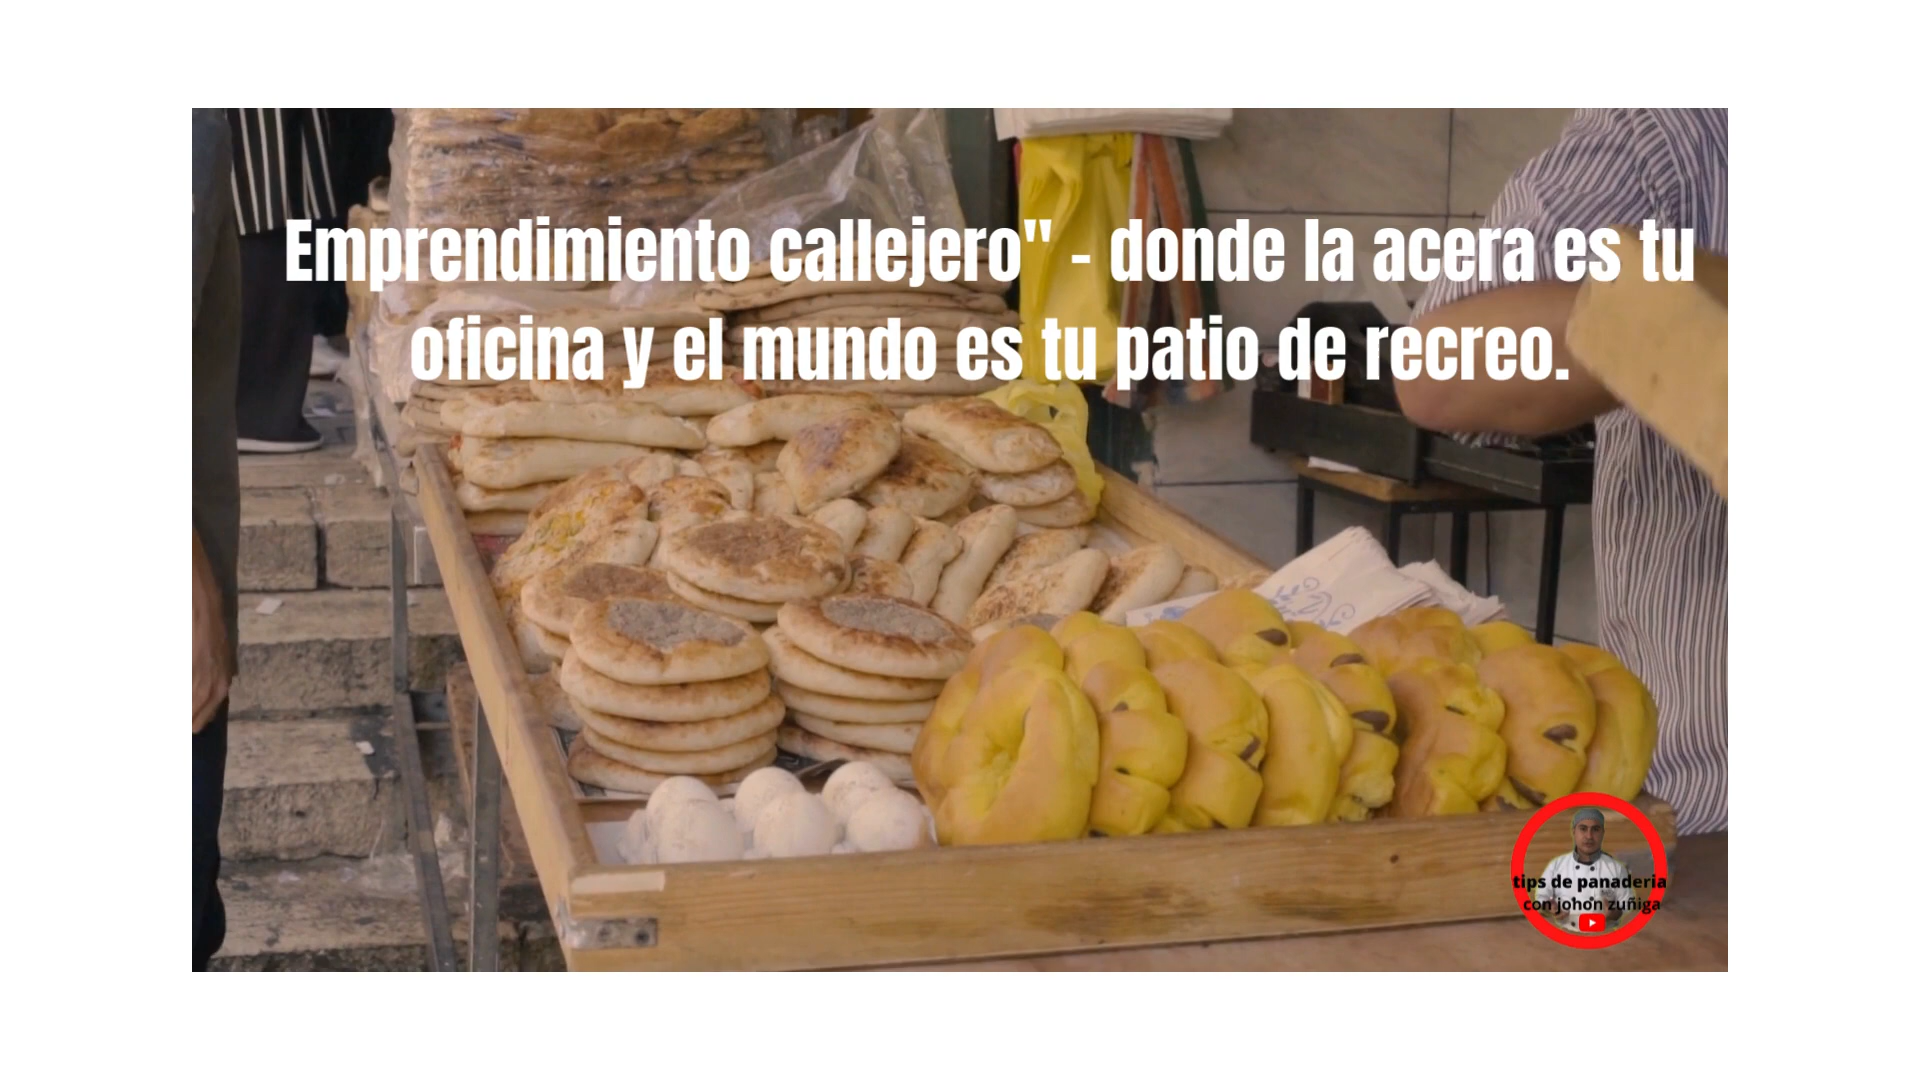 Emprendimiento callejero" - donde la acera es tu
oficina y el mundo es tu patio de recreo.
tips de panaderia
con johon zuñiga